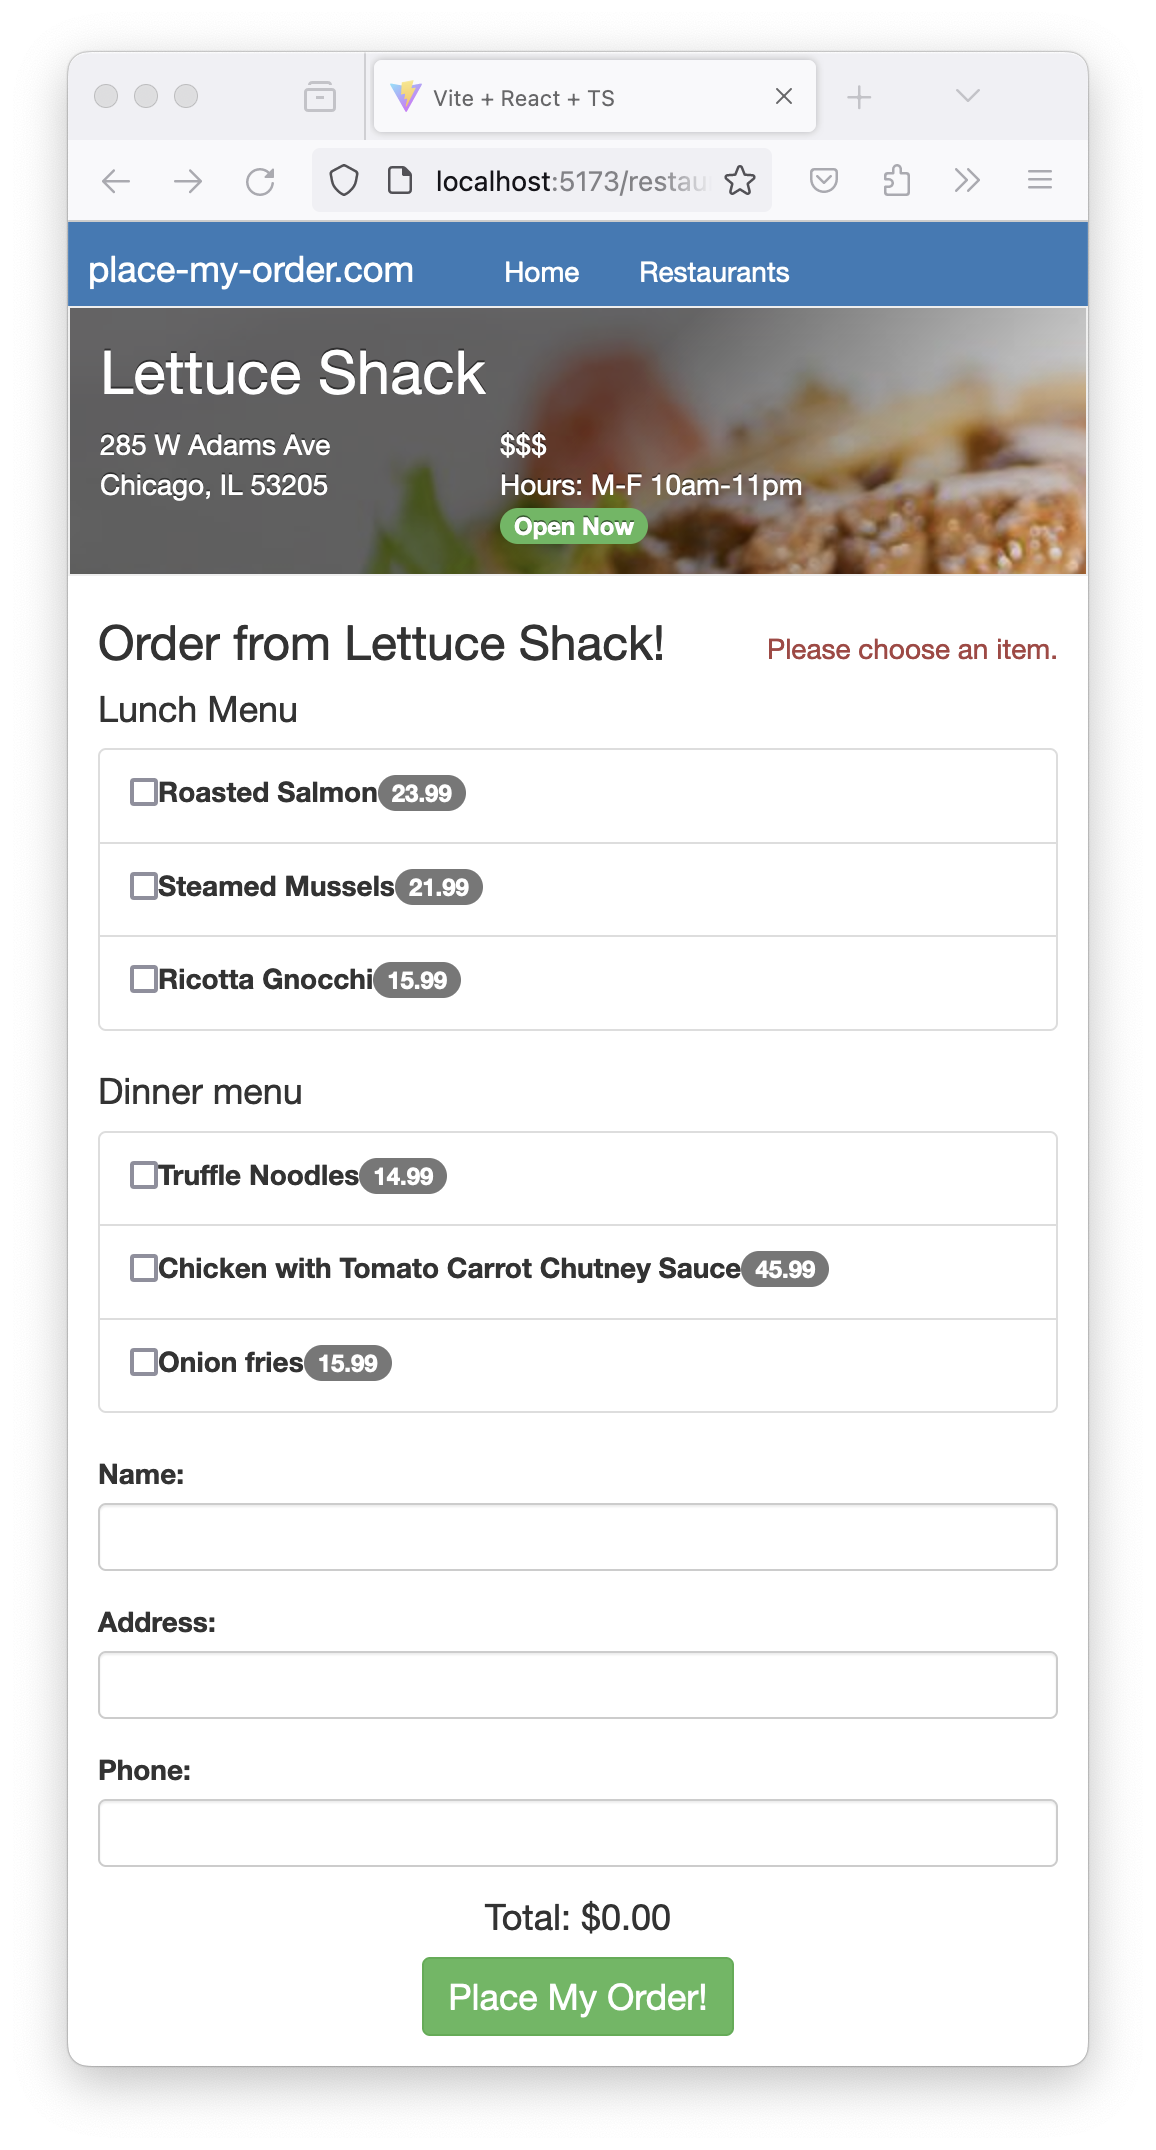 Vite + React + TS
localhost:5173/restau
place-my-order.com Home Restaurants
Lettuce Shack
285 W Adams Ave
Chicago, IL 53205
$$$
Hours: M-F 10am-11pm
Open Now
Order from Lettuce Shack!
Please choose an item.
Lunch Menu
Roasted Salmon 23.99
Steamed Mussels 21.99
Ricotta Gnocchi 15.99
Dinner menu
Truffle Noodles 14.99
Chicken with Tomato Carrot Chutney Sauce 45.99
Onion fries 15.99
Name:
Address:
Phone:
Total: $0.00
Place My Order!